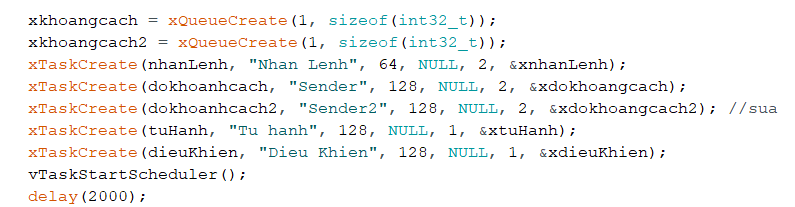 xkhoangcach = xQueueCreate(1, sizeof(int32_t));
xkhoangcach2 = xQueueCreate(1, sizeof(int32_t));
xTaskCreate(nhanLenh, "Nhan Lenh", 64, NULL, 2, &xnhanLenh);
xTaskCreate(dokhoanhcach, "Sender", 128, NULL, 2, &xdokhoangcach);
xTaskCreate(dokhoanhcach2, "Sender2", 128, NULL, 2, &xdokhoangcach2); //sua
xTaskCreate(tuHanh, "Tu hanh", 128, NULL, 1, &xtuHanh);
xTaskCreate(dieuKhien, "Dieu Khien", 128, NULL, 1, &xdieuKhien);
vTaskStartScheduler();
delay(2000);